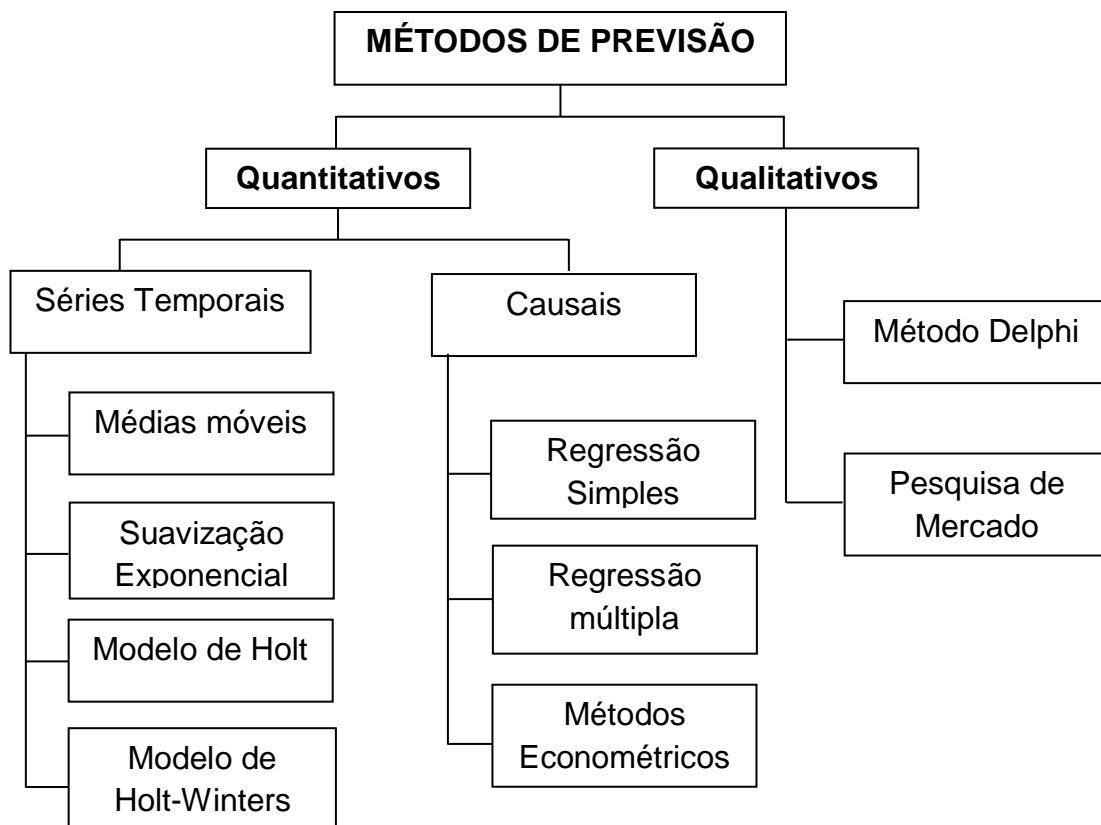 MÉTODOS DE PREVISÃO
Quantitativos
Qualitativos
Séries Temporais
Causais
Médias móveis
Suavização
Exponencial
Modelo de Holt
Modelo de
Holt-Winters
Regressão
Simples
Regressão
múltipla
Métodos
Econométricos
Método Delphi
Pesquisa de
Mercado